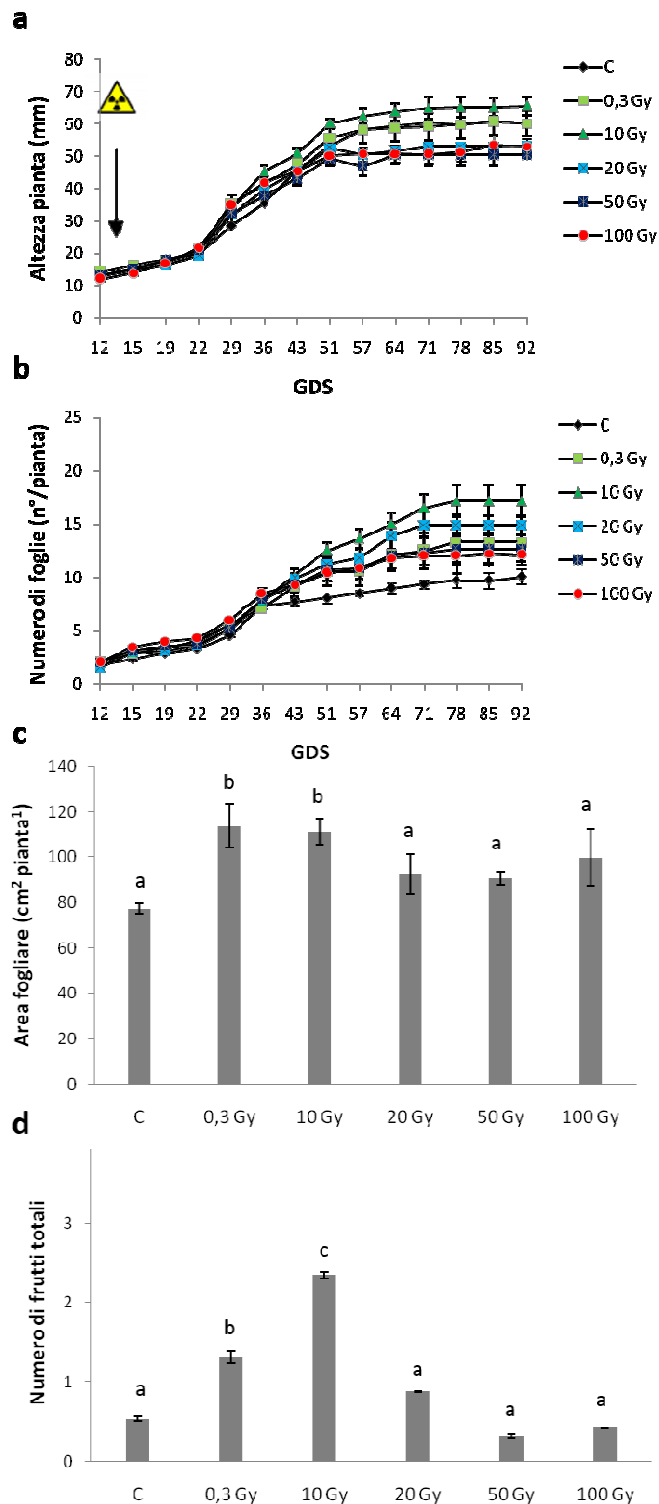 a
Altezza pianta (mm)
80
70
60
50
40
30
20
10
0
12 15 19 22 29 36 43 51 57 64 71 78 85 92
GDS
C
0,3 Gy
10 Gy
20 Gy
50 Gy
100 Gy
b
Numero di foglie (n°/pianta)
25
20
15
10
5
0
12 15 19 22 29 36 43 51 57 64 71 78 85 92
GDS
C
0,3 Gy
10 Gy
20 Gy
50 Gy
100 Gy
c
Area fogliare (cm² pianta¹)
140
120
100
80
60
40
20
0
a b b a a a
C 0,3 Gy 10 Gy 20 Gy 50 Gy 100 Gy
d
Numero di frutti totali
3
2
1
0
a b c a a a
C 0,3 Gy 10 Gy 20 Gy 50 Gy 100 Gy